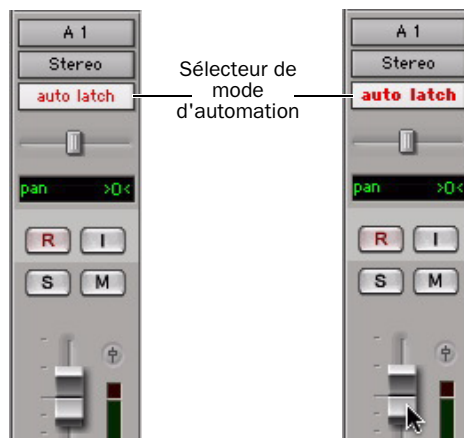 A 1
Stereo
auto latch
pan >0<
R I
S M
Sélecteur de
mode
d'automation
A 1
Stereo
auto latch
pan >0<
R I
S M